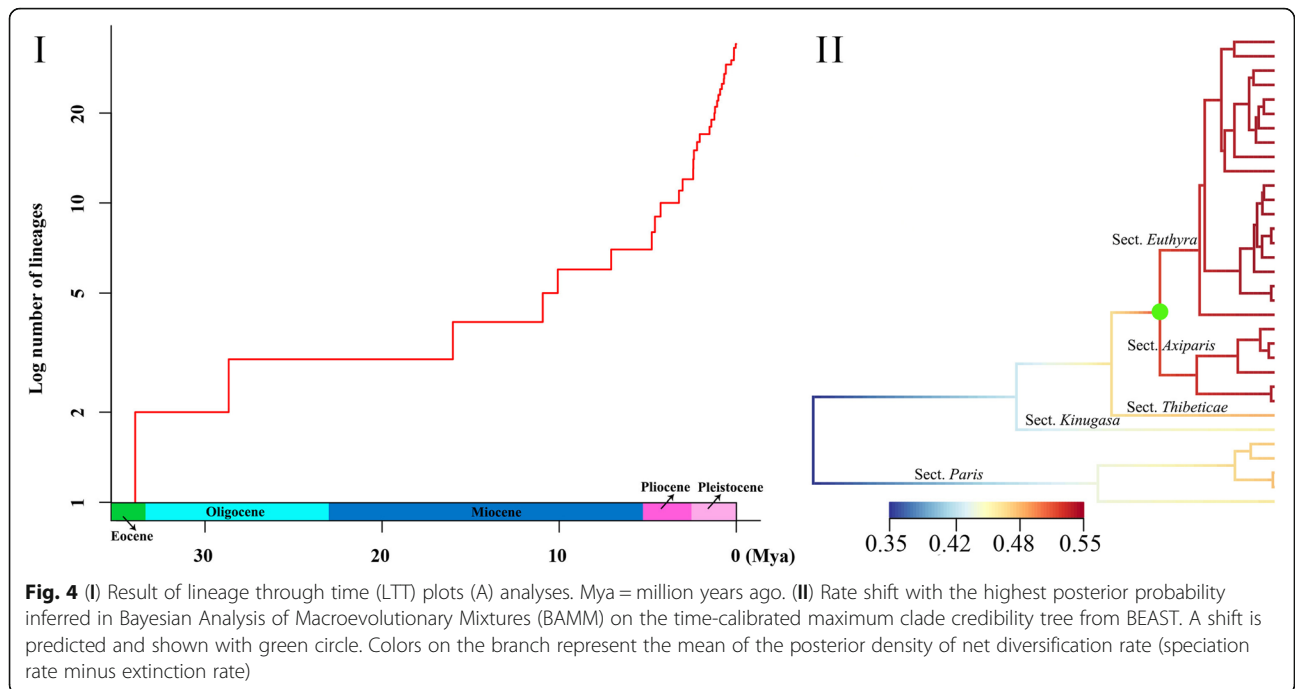 I
II
Log number of lineages
20
10
5
2
1
Eocene
Oligocene
Miocene
Pliocene
Pleistocene
30
20
10
0 (Mya)
Sect. Euthyra
Sect. Axiparis
Sect. Thibeticae
Sect. Kinugasa
Sect. Paris
0.35 0.42 0.48 0.55
Fig. 4 (I) Result of lineage through time (LTT) plots (A) analyses. Mya = million years ago. (II) Rate shift with the highest posterior probability
inferred in Bayesian Analysis of Macroevolutionary Mixtures (BAMM) on the time-calibrated maximum clade credibility tree from BEAST. A shift is
predicted and shown with green circle. Colors on the branch represent the mean of the posterior density of net diversification rate (speciation
rate minus extinction rate)